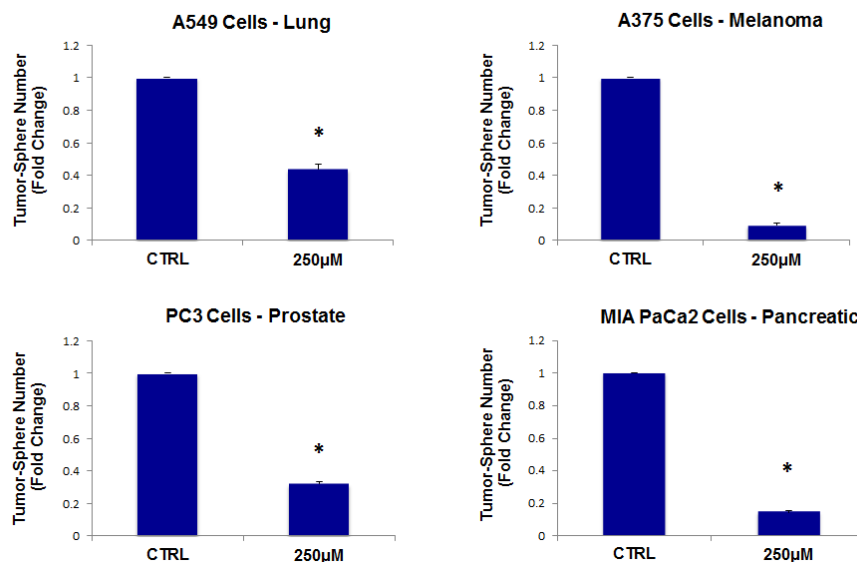 A549 Cells - Lung
Tumor-Sphere Number
(Fold Change)
1.2
1
0.8
0.6
0.4
0.2
0
*
CTRL
250µM
A375 Cells - Melanoma
Tumor-Sphere Number
(Fold Change)
1.2
1
0.8
0.6
0.4
0.2
0
*
CTRL
250µM
PC3 Cells - Prostate
Tumor-Sphere Number
(Fold Change)
1.2
1
0.8
0.6
0.4
0.2
0
*
CTRL
250µM
MIA PaCa2 Cells - Pancreatic
Tumor-Sphere Number
(Fold Change)
1.2
1
0.8
0.6
0.4
0.2
0
*
CTRL
250µM